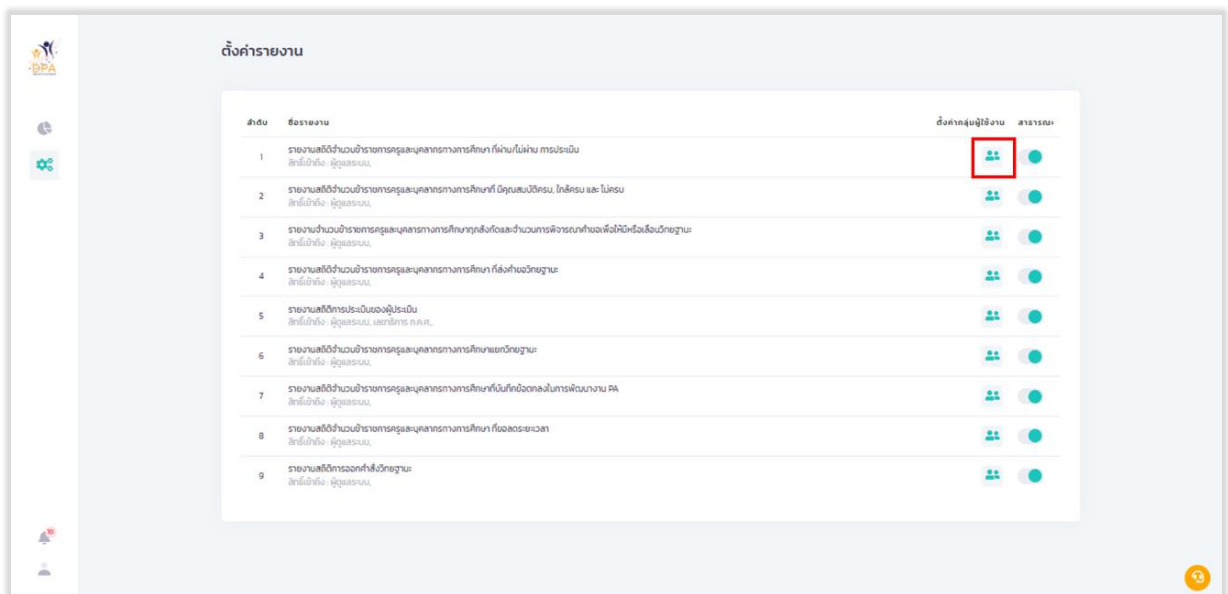 DPA
ตั้งค่ารายงาน
ลำดับ ชื่อรายงาน ตั้งค่ากลุ่มผู้ใช้งาน สาธารณะ
1 รายงานสถิติจำนวนข้าราชการครูและบุคลากรทางการศึกษา ที่ผ่าน/ไม่ผ่าน การประเมิน
สิทธิ์เข้าถึง : ผู้ดูแลระบบ,
2 รายงานสถิติจำนวนข้าราชการครูและบุคลากรทางการศึกษาที่ มีคุณสมบัติครบ, ใกล้ครบ และ ไม่ครบ
สิทธิ์เข้าถึง : ผู้ดูแลระบบ,
3 รายงานจำนวนข้าราชการครูและบุคลารทางการศึกษาทุกสังกัดและจำนวนการพิจารณาคำขอเพื่อให้มีหรือเลื่อนวิทยฐานะ
สิทธิ์เข้าถึง : ผู้ดูแลระบบ,
4 รายงานสถิติจำนวนข้าราชการครูและบุคลากรทางการศึกษา ที่ส่งคำขอวิทยฐานะ
สิทธิ์เข้าถึง : ผู้ดูแลระบบ,
5 รายงานสถิติการประเมินของผู้ประเมิน
สิทธิ์เข้าถึง : ผู้ดูแลระบบ, เลขาธิการ ก.ค.ศ.,
6 รายงานสถิติจำนวนข้าราชการครูและบุคลากรทางการศึกษาแยกวิทยฐานะ
สิทธิ์เข้าถึง : ผู้ดูแลระบบ,
7 รายงานสถิติจำนวนข้าราชการครูและบุคลากรทางการศึกษาที่บันทึกข้อตกลงในการพัฒนางาน PA
สิทธิ์เข้าถึง : ผู้ดูแลระบบ,
8 รายงานสถิติจำนวนข้าราชการครูและบุคลากรทางการศึกษา ที่ขอลดระยะเวลา
สิทธิ์เข้าถึง : ผู้ดูแลระบบ,
9 รายงานสถิติการออกคำสั่งวิทยฐานะ
สิทธิ์เข้าถึง : ผู้ดูแลระบบ,
10